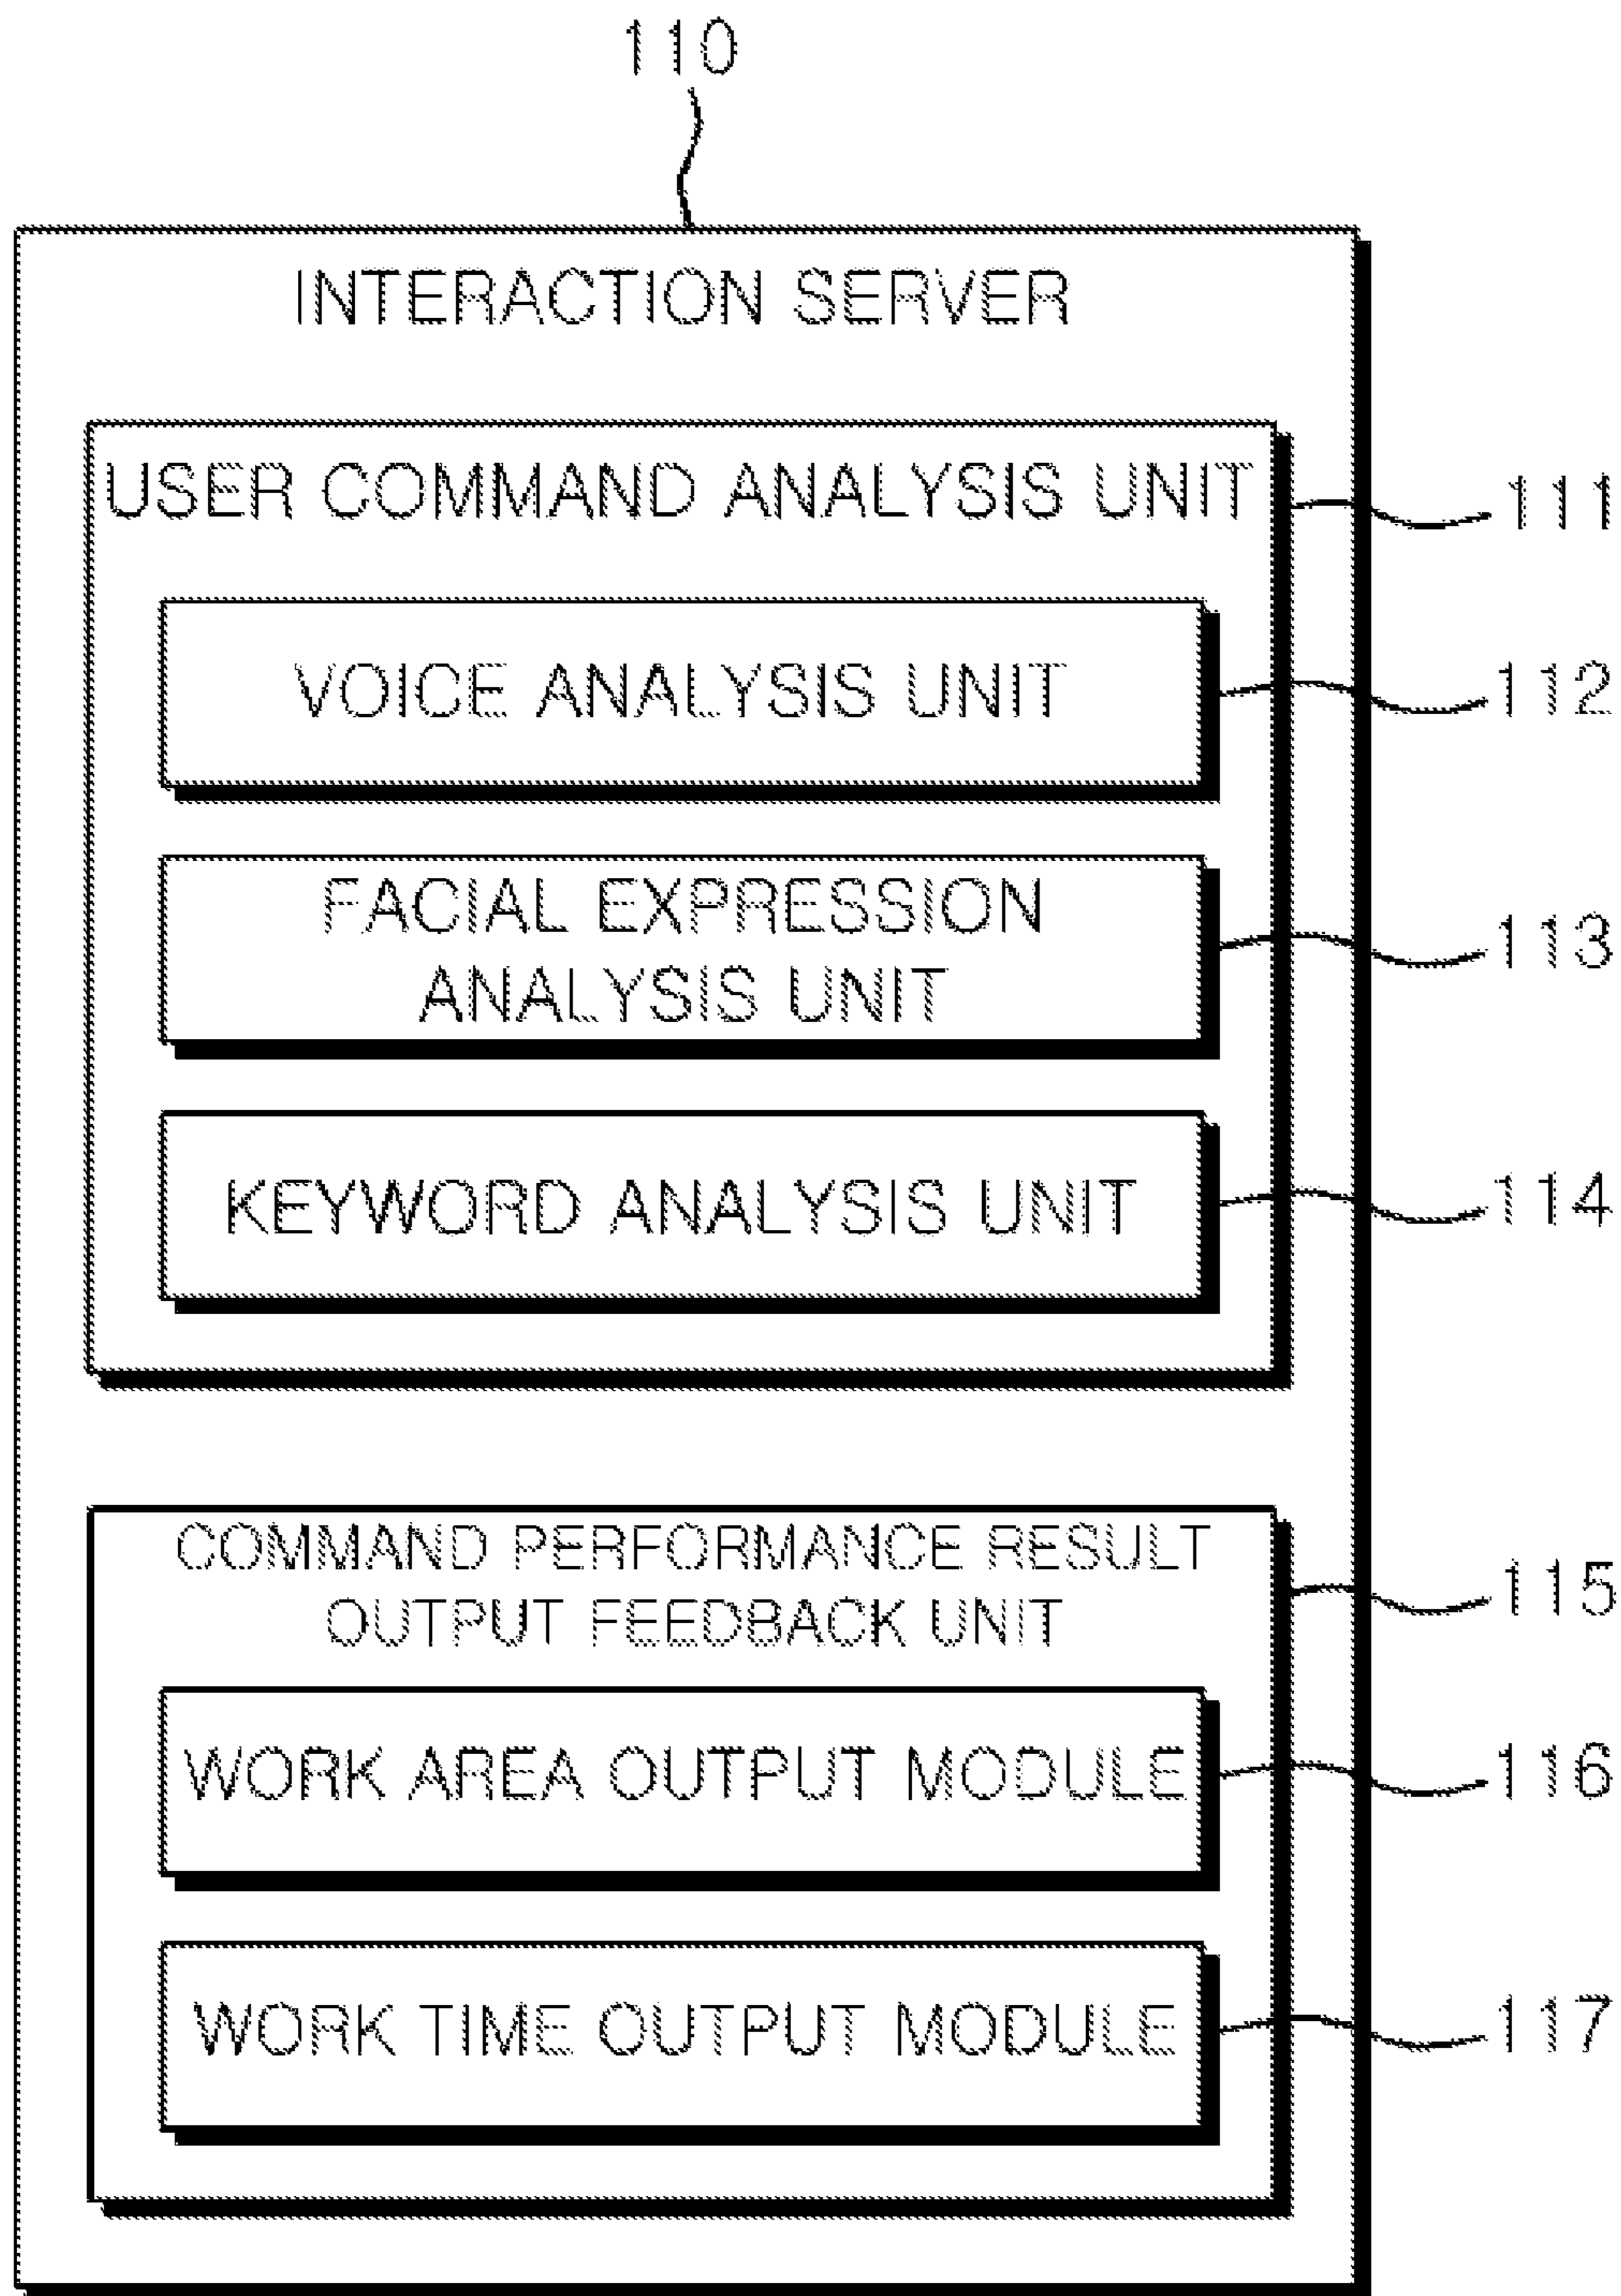 110
INTERACTION SERVER
USER COMMAND ANALYSIS UNIT
111
VOICE ANALYSIS UNIT
112
FACIAL EXPRESSION
ANALYSIS UNIT
113
KEYWORD ANALYSIS UNIT
114
COMMAND PERFORMANCE RESULT
OUTPUT FEEDBACK UNIT
115
WORK AREA OUTPUT MODULE
116
WORK TIME OUTPUT MODULE
117